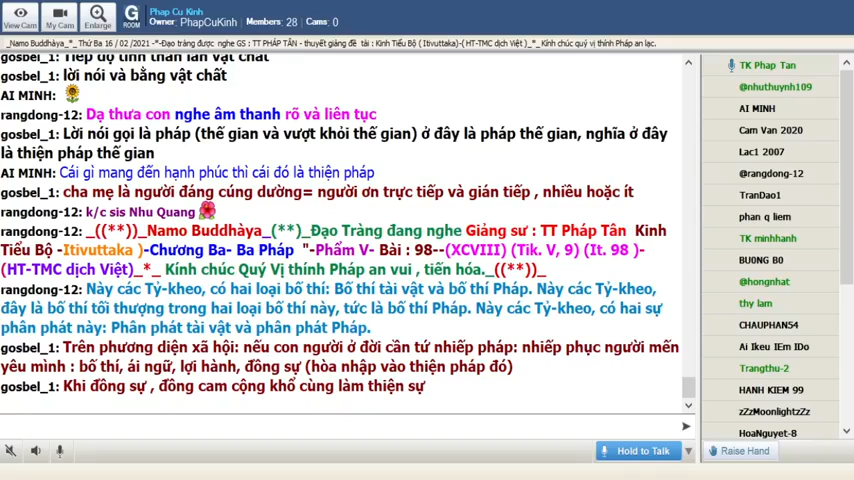 View Cam
My Cam
Enlarge
G
ROOM
Phap Cu Kinh
Owner: PhapCuKinh Members: 28 Cams: 0
_Namo Buddhàya_*_ Thứ Ba 16 / 02 /2021 -*-Đạo tràng được nghe GS : TT PHÁP TÂN - thuyết giảng đề tài : Kinh Tiểu Bộ ( Itivuttaka)-( HT-TMC dịch Việt )_*_ Kính chúc quý vị thính Pháp an lạc.
gosbel_1: Tiếp độ tinh thần lẫn vật chất
gosbel_1: lời nói và bằng vật chất
AI MINH:
rangdong-12: Dạ thưa con nghe âm thanh rõ và liên tục
gosbel_1: Lời nói gọi là pháp (thế gian và vượt khỏi thế gian) ở đây là pháp thế gian, nghĩa ở đây
là thiện pháp thế gian
AI MINH: Cái gì mang đến hạnh phúc thì cái đó là thiện pháp
gosbel_1: cha mẹ là người đáng cúng dường= người ơn trực tiếp và gián tiếp , nhiều hoặc ít
rangdong-12: k/c sis Nhu Quang
rangdong-12: _((**))_Namo Buddhàya_(**)_Đạo Tràng đang nghe Giảng sư : TT Pháp Tân Kinh
Tiểu Bộ -Itivuttaka )-Chương Ba- Ba Pháp "-Phẩm V- Bài : 98--(XCVIII) (Tik. V, 9) (It. 98 )-
(HT-TMC dịch Việt)_*_ Kính chúc Quý Vị thính Pháp an vui , tiến hóa._((**))_
rangdong-12: Này các Tỷ-kheo, có hai loại bố thí: Bố thí tài vật và bố thí Pháp. Này các Tỷ-kheo,
đây là bố thí tối thượng trong hai loại bố thí này, tức là bố thí Pháp. Này các Tỷ-kheo, có hai sự
phân phát này: Phân phát tài vật và phân phát Pháp.
gosbel_1: Trên phương diện xã hội: nếu con người ở đời cần tứ nhiếp pháp: nhiếp phục người mến
yêu mình : bố thí, ái ngữ, lợi hành, đồng sự (hòa nhập vào thiện pháp đó)
gosbel_1: Khi đồng sự , đồng cam cộng khổ cùng làm thiện sự
Hold to Talk
TK Phap Tan
@nhuthuynh109
AI MINH
Cam Van 2020
Lac1 2007
@rangdong-12
TranDao1
phan q liem
TK minhhanh
BU0NG B0
@hongnhat
thy lam
CHAUPHAN54
Ai Ikeu IEm IDo
Trangthu-2
HANH KIEM 99
zZzMoonlightzZz
HoaNguyet-8
Raise Hand